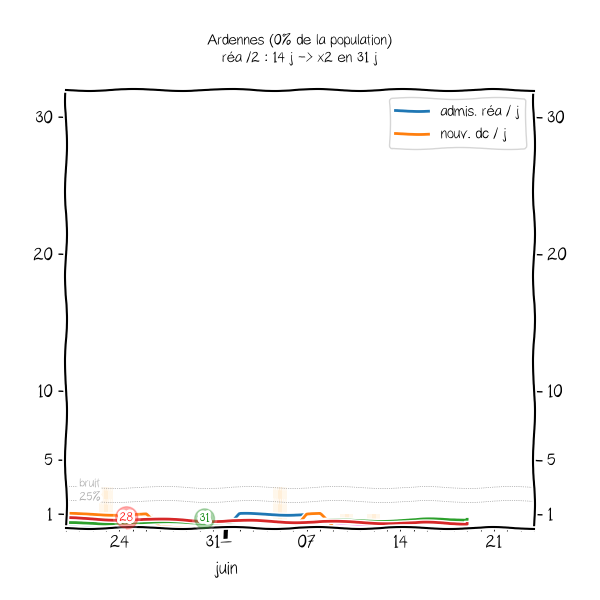 Ardennes (0% de la population)
réa /2 : 14 j -> x2 en 31 j
admis. réa / j
nouv. dc / j
30 30
20 20
10 10
5 5
bruit
25%
1 1
28 31
24 31 07 14 21
juin